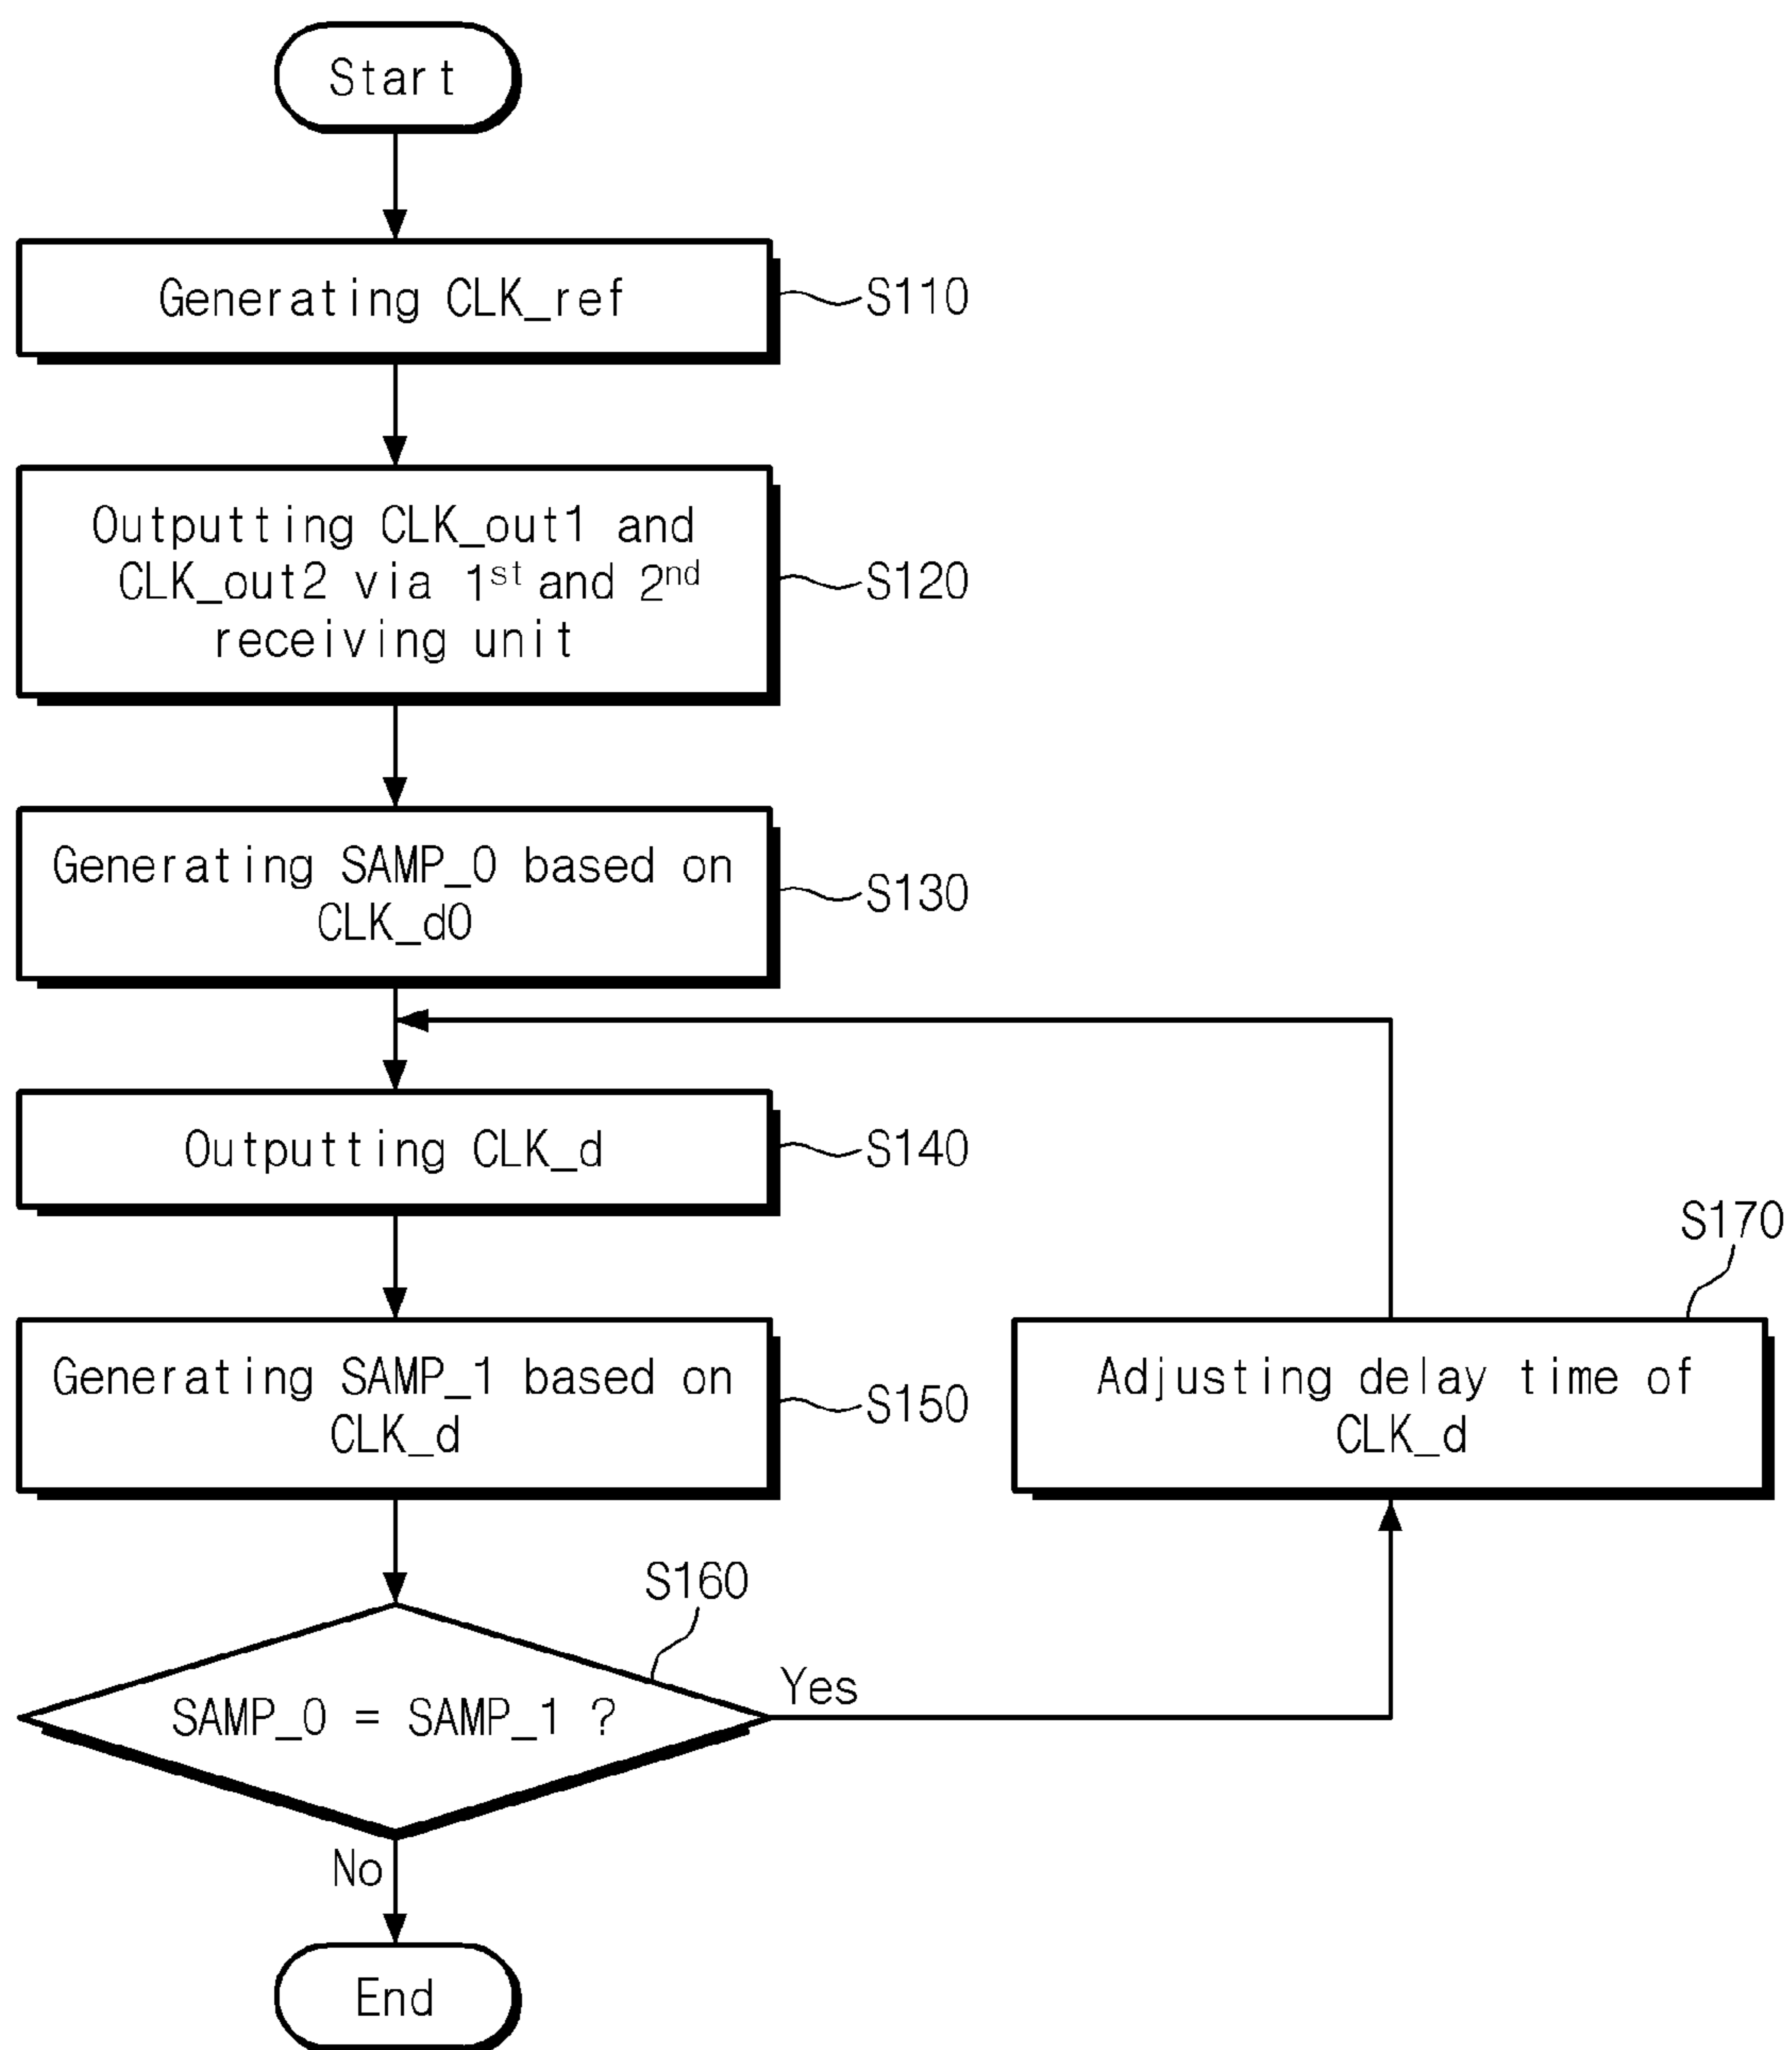 Start
Generating CLK_ref
S110
Outputting CLK_out1 and
CLK_out2 via 1st and 2nd
receiving unit
S120
Generating SAMP_0 based on
CLK_d0
S130
Outputting CLK_d
S140
Generating SAMP_1 based on
CLK_d
S150
S170
Adjusting delay time of
CLK_d
S160
SAMP_0 = SAMP_1 ?
Yes
No
End